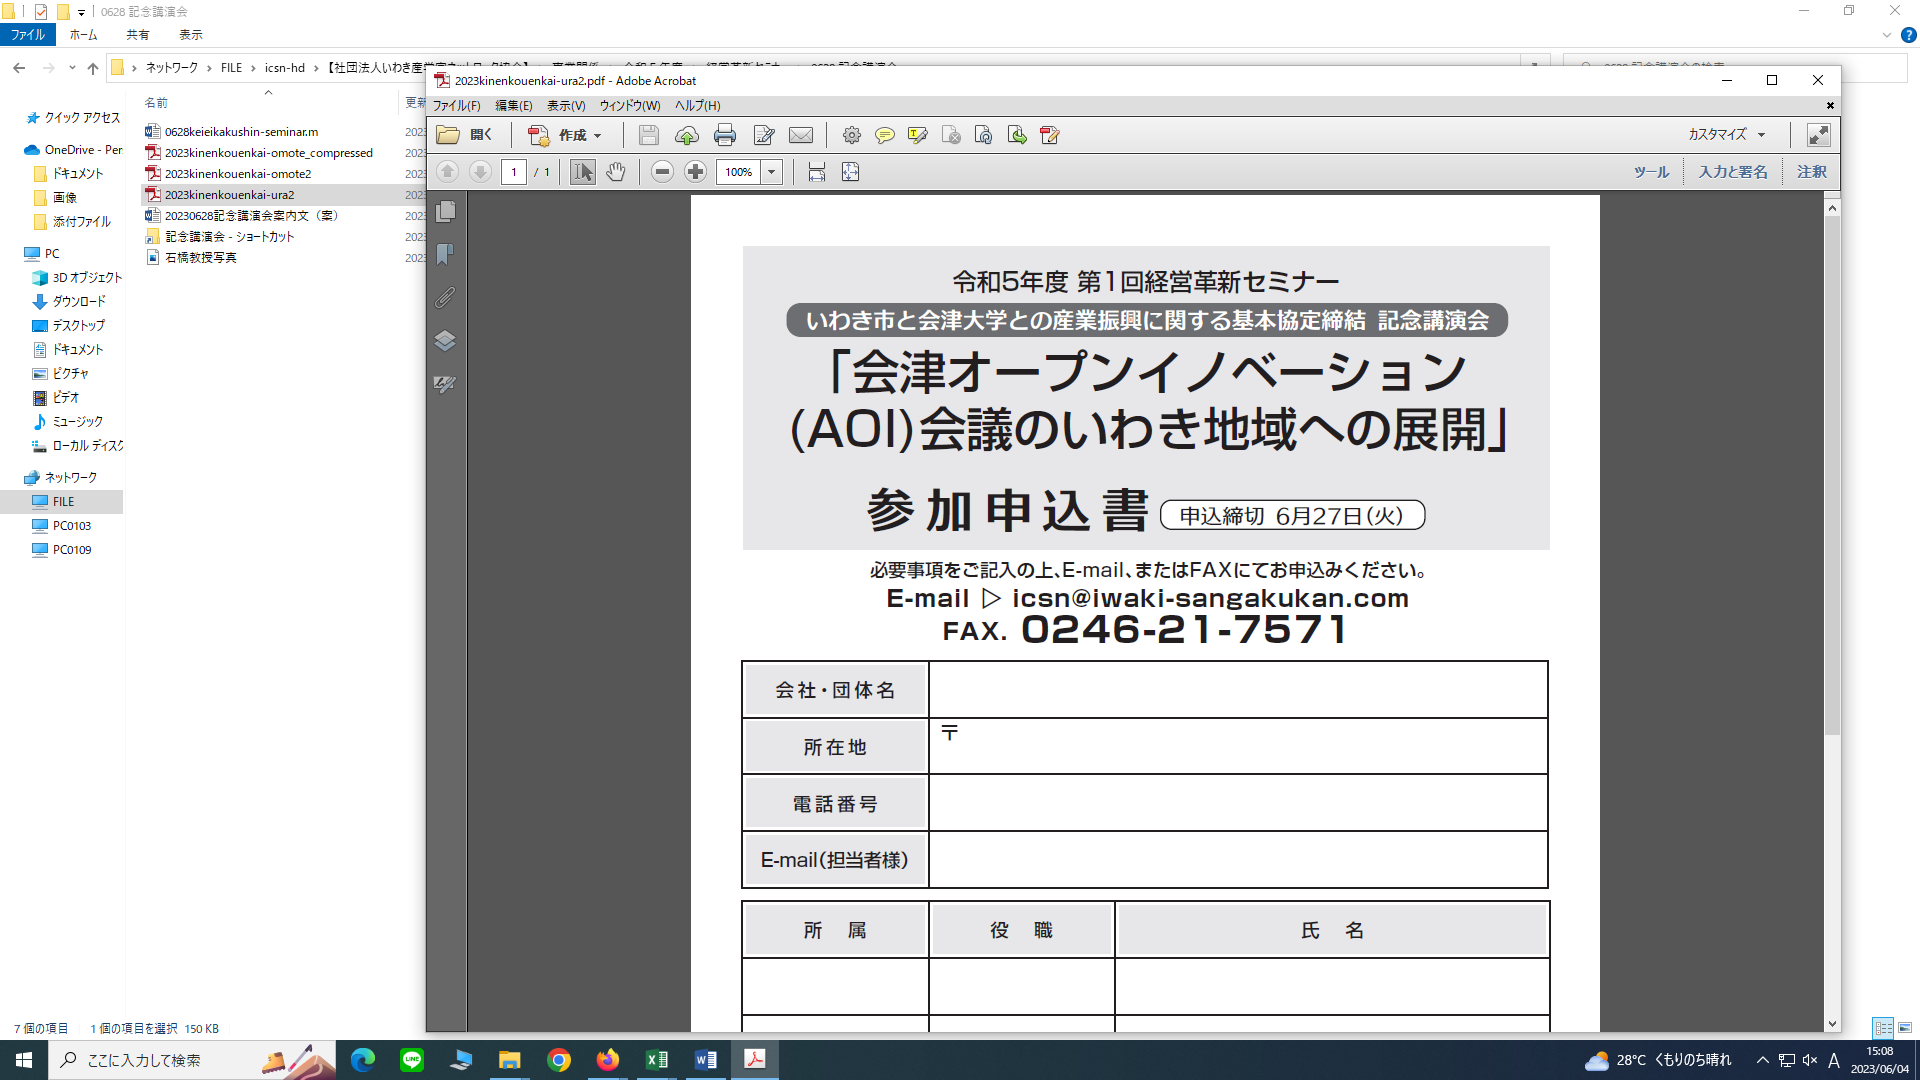 0628 記念講演会
ファイル
ホーム
共有
表示
ネットワーク
FILE
icsn-hd
2023kinenkouenkai-ura2.pdf - Adobe Acrobat
ファイル(F) 編集(E) 表示(V) ウィンドウ(W) ヘルプ(H)
開く
作成
カスタマイズ
1 / 1
100%
ツール
入力と署名
注釈
名前
更新
クイック アクセス
OneDrive - Per
ドキュメント
画像
添付ファイル
PC
3D オブジェクト
ダウンロード
デスクトップ
ドキュメント
ピクチャ
ビデオ
ミュージック
ローカル ディスク
ネットワーク
FILE
PC0103
PC0109
0628keieikakushin-seminar.m
2023kinenkouenkai-omote_compressed
2023kinenkouenkai-omote2
2023kinenkouenkai-ura2
20230628記念講演会案内文（案）
記念講演会 - ショートカット
石橋教授写真
2023
2023
2023
2023
2023
2023
2023
令和5年度 第1回経営革新セミナー
いわき市と会津大学との産業振興に関する基本協定締結 記念講演会
「会津オープンイノベーション
(AOI)会議のいわき地域への展開」
参加申込書
申込締切 6月27日(火)
必要事項をご記入の上、E-mail、またはFAXにてお申込みください。
E-mail ▷ icsn@iwaki-sangakukan.com
FAX. 0246-21-7571
会社・団体名
所在地
〒
電話番号
E-mail(担当者様)
所 属
役 職
氏 名
7 個の項目
1 個の項目を選択 150 KB
ここに入力して検索
28°C くもりのち晴れ
A
15:08
2023/06/04